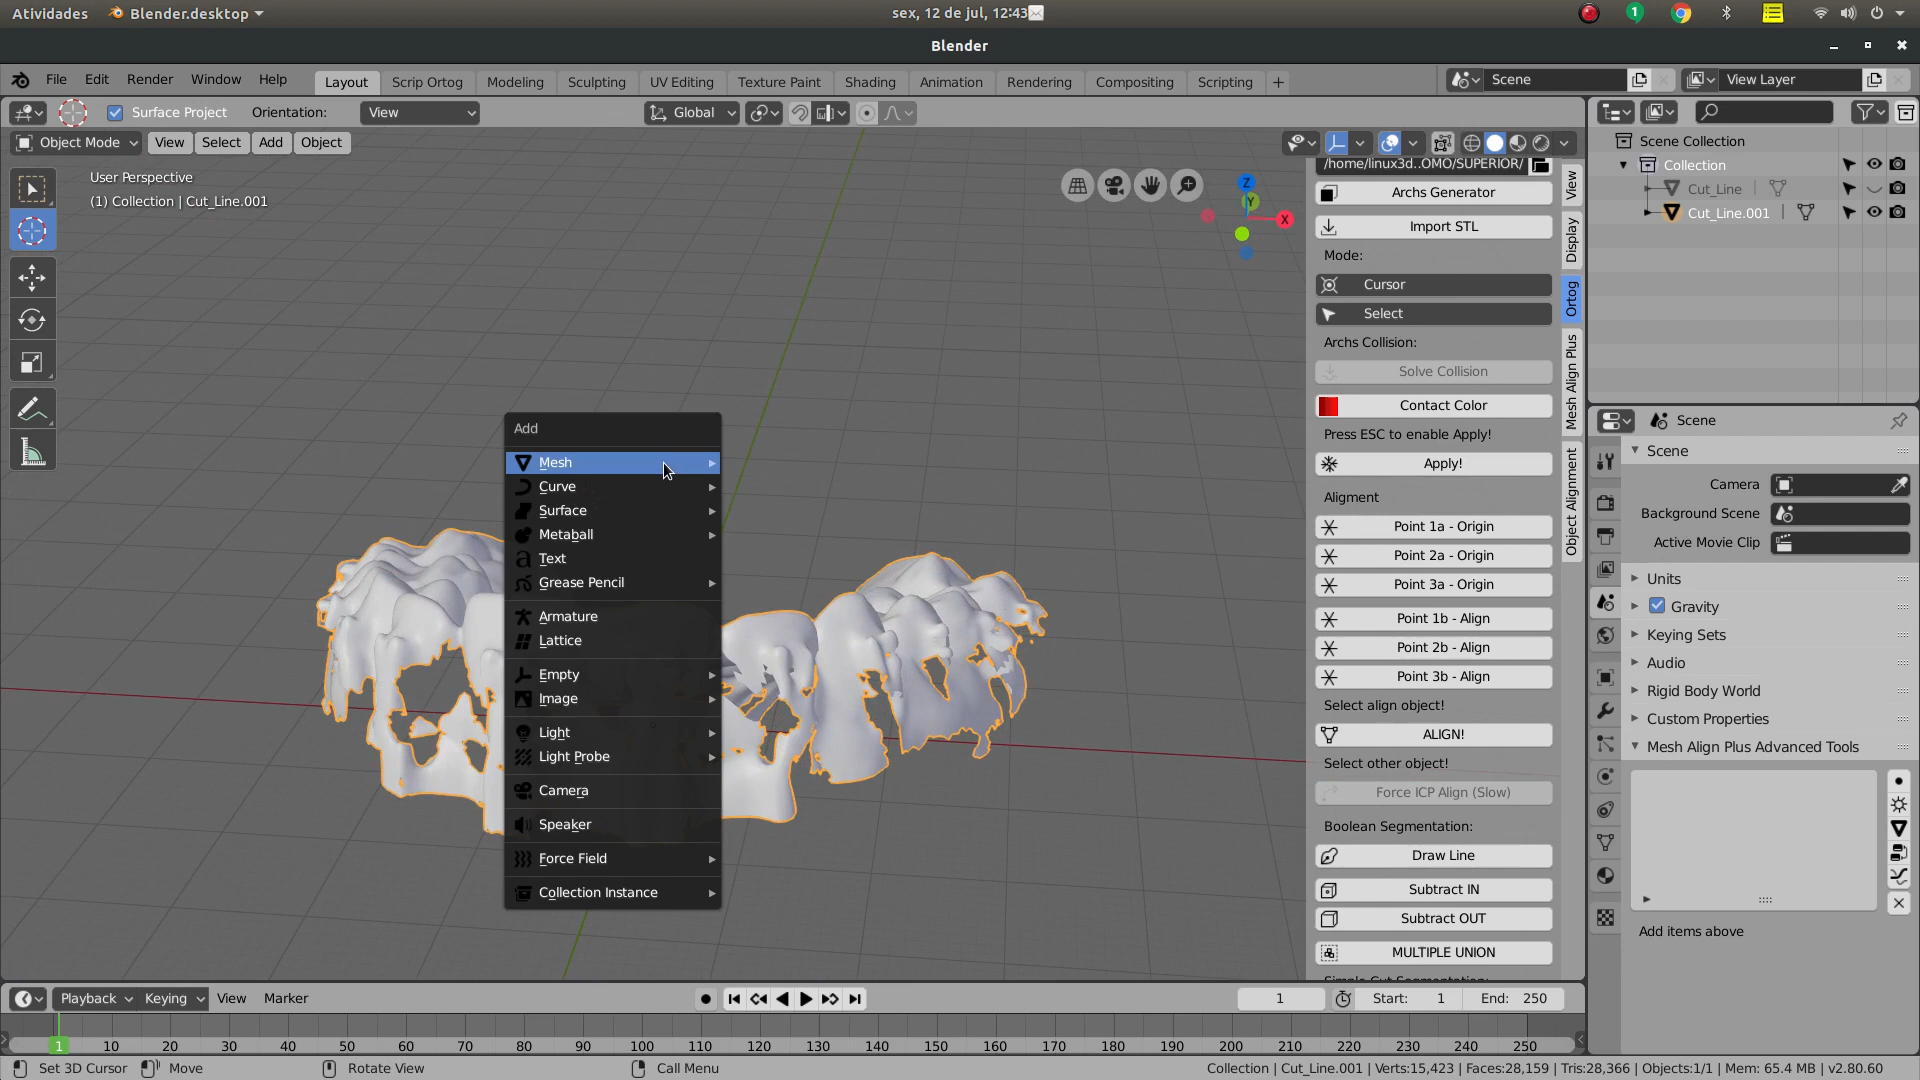 Atividades Blender.desktop sex, 12 de jul, 12:43 1
Blender
File Edit Render Window Help Layout Scrip Ortog Modeling Sculpting UV Editing Texture Paint Shading Animation Rendering Compositing Scripting + Scene View Layer
Surface Project Orientation: View Global
Object Mode View Select Add Object
User Perspective
(1) Collection | Cut_Line.001
Z
Y
X
Add
Mesh
Curve
Surface
Metaball
Text
Grease Pencil
Armature
Lattice
Empty
Image
Light
Light Probe
Camera
Speaker
Force Field
Collection Instance
/home/linux3d..OMO/SUPERIOR/
Archs Generator
Import STL
Mode:
Cursor
Select
Archs Collision:
Solve Collision
Contact Color
Press ESC to enable Apply!
Apply!
Aligment
Point 1a - Origin
Point 2a - Origin
Point 3a - Origin
Point 1b - Align
Point 2b - Align
Point 3b - Align
Select align object!
ALIGN!
Select other object!
Force ICP Align (Slow)
Boolean Segmentation:
Draw Line
Subtract IN
Subtract OUT
MULTIPLE UNION
View
Display
Ortog
Mesh Align Plus
Object Alignment
Scene Collection
Collection
Cut_Line
Cut_Line.001
Scene
Scene
Camera
Background Scene
Active Movie Clip
Units
Gravity
Keying Sets
Audio
Rigid Body World
Custom Properties
Mesh Align Plus Advanced Tools
Add items above
Playback Keying View Marker 1 Start: 1 End: 250
1 10 20 30 40 50 60 70 80 90 100 110 120 130 140 150 160 170 180 190 200 210 220 230 240 250
Set 3D Cursor Move Rotate View Call Menu Collection | Cut_Line.001 | Verts:15,423 | Faces:28,159 | Tris:28,366 | Objects:1/1 | Mem: 65.4 MB | v2.80.60